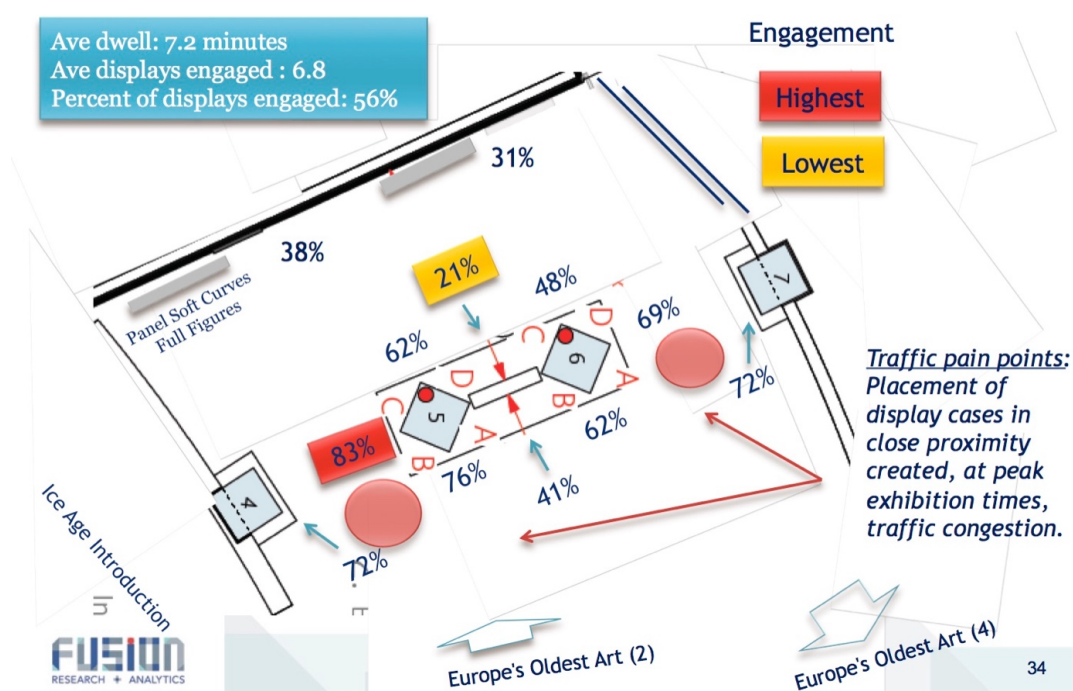 Ave dwell: 7.2 minutes
Ave displays engaged : 6.8
Percent of displays engaged: 56%
Engagement
Highest
Lowest
31%
38%
Panel Soft Curves
Full Figures
21%
48%
62%
69%
7
72%
C
D
6
A
B
62%
D
C
5
A
B
83%
76%
41%
4
72%
Traffic pain points:
Placement of
display cases in
close proximity
created, at peak
exhibition times,
traffic congestion.
Ice Age Introduction
In
Europe's Oldest Art (2)
Europe's Oldest Art (4)
FUSION
RESEARCH + ANALYTICS
34